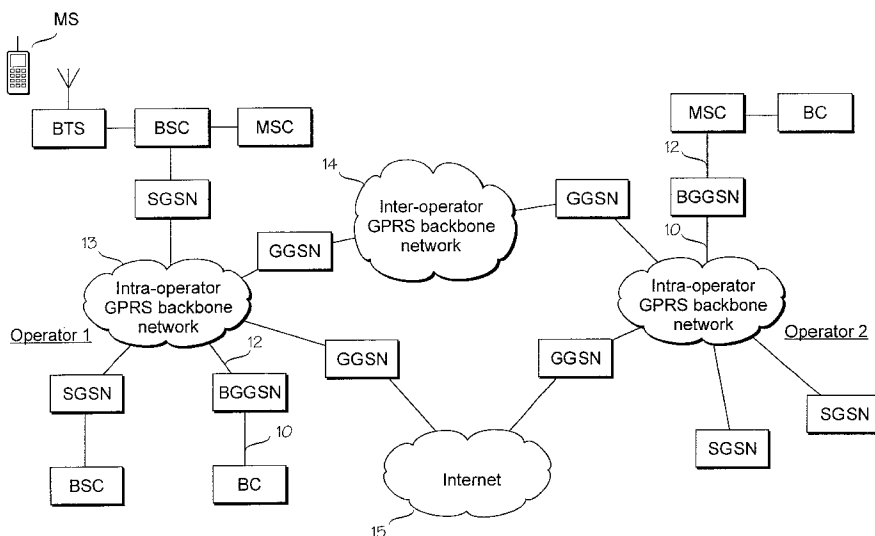 MS
BTS
BSC
MSC
MSC
BC
12
14
SGSN
Inter-operator
GPRS backbone
network
GGSN
BGGSN
13
GGSN
10
Intra-operator
GPRS backbone
network
Intra-operator
GPRS backbone
network
Operator 1
Operator 2
12
GGSN
GGSN
SGSN
BGGSN
SGSN
10
SGSN
BSC
BC
Internet
15